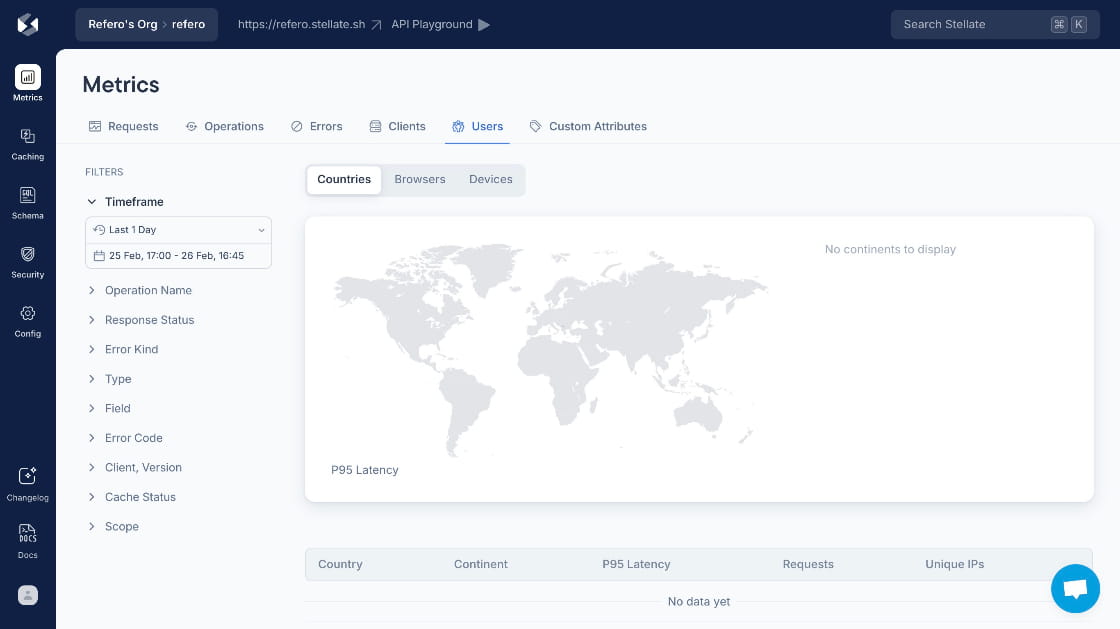 Refero's Org > refero
https://refero.stellate.sh
API Playground
Search Stellate
⌘ K
Metrics
Caching
Schema
Security
Config
Changelog
Docs
Metrics
Requests
Operations
Errors
Clients
Users
Custom Attributes
FILTERS
Timeframe
Last 1 Day
25 Feb, 17:00 - 26 Feb, 16:45
Operation Name
Response Status
Error Kind
Type
Field
Error Code
Client, Version
Cache Status
Scope
Countries
Browsers
Devices
No continents to display
P95 Latency
Country
Continent
P95 Latency
Requests
Unique IPs
No data yet